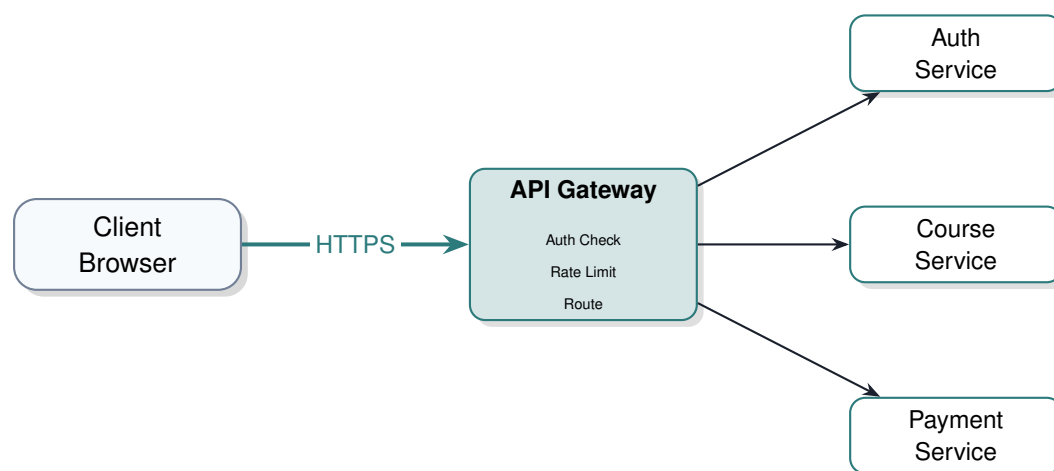 Client
Browser
HTTPS
API Gateway
Auth Check
Rate Limit
Route
Auth
Service
Course
Service
Payment
Service